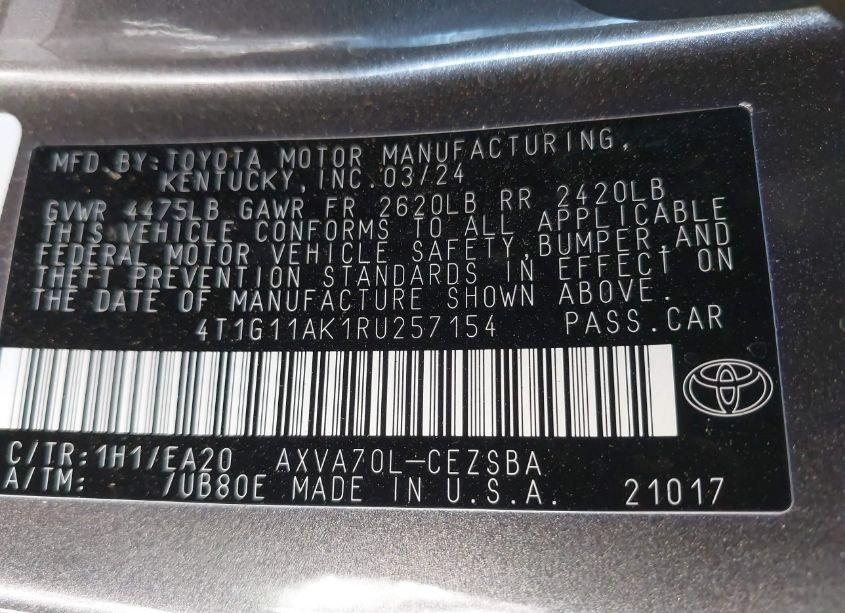 MFD.BY:TOYOTA MOTOR MANUFACTURING,
KENTUCKY,INC.03/24
GVWR 4475LB GAWR FR 2620LB RR 2420LB
THIS VEHICLE CONFORMS TO ALL APPLICABLE
FEDERAL MOTOR VEHICLE SAFETY,BUMPER,AND
THEFT PREVENTION STANDARDS IN EFFECT ON
THE DATE OF MANUFACTURE SHOWN ABOVE.
4T1G11AK1RU257154 PASS.CAR
C/TR:1H1/EA20 AXVA70L-CEZSBA
A/TM: /UB80E MADE IN U.S.A. 21017